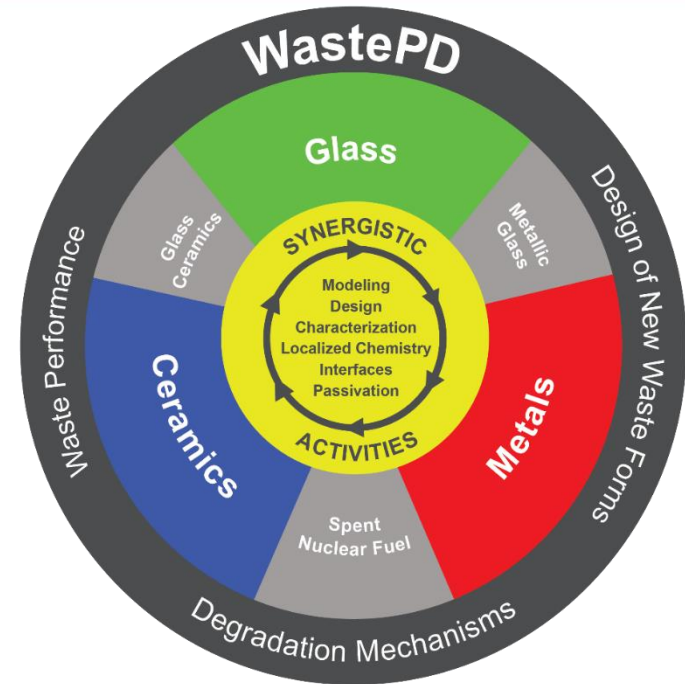 WastePD
Glass
Glass
Ceramics
Metallic
Glass
SYNERGISTIC
Modeling
Design
Characterization
Localized Chemistry
Interfaces
Passivation
ACTIVITIES
Ceramics
Metals
Spent
Nuclear Fuel
Waste Performance
Design of New Waste Forms
Degradation Mechanisms